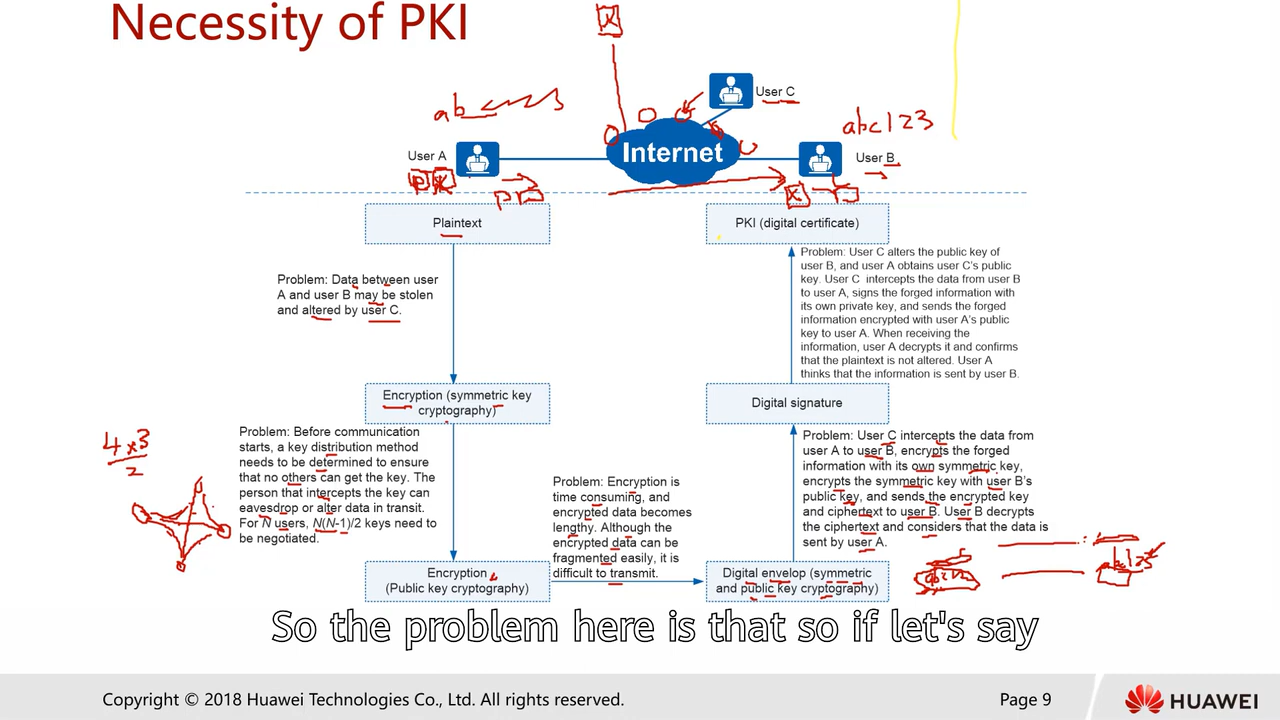 Necessity of PKI
User C
ab
abc123
Internet
User A
User B
PK
pr
K
Plaintext
PKI (digital certificate)
Problem: Data between user
A and user B may be stolen
and altered by user C.
Problem: User C alters the public key of
user B, and user A obtains user C's public
key. User C intercepts the data from user B
to user A, signs the forged information with
its own private key, and sends the forged
information encrypted with user A's public
key to user A. When receiving the
information, user A decrypts it and confirms
that the plaintext is not altered. User A
thinks that the information is sent by user B.
Encryption (symmetric key
cryptography)
Digital signature
4x3
2
Problem: Before communication
starts, a key distribution method
needs to be determined to ensure
that no others can get the key. The
person that intercepts the key can
eavesdrop or alter data in transit.
For N users, N(N-1)/2 keys need to
be negotiated.
Problem: Encryption is
time consuming, and
encrypted data becomes
lengthy. Although the
encrypted data can be
fragmented easily, it is
difficult to transmit.
Problem: User C intercepts the data from
user A to user B, encrypts the forged
information with its own symmetric key,
encrypts the symmetric key with user B's
public key, and sends the encrypted key
and ciphertext to user B. User B decrypts
the ciphertext and considers that the data is
sent by user A.
Encryption
(Public key cryptography)
Digital envelop (symmetric
and public key cryptography)
abc123
So the problem here is that so if let's say
Copyright © 2018 Huawei Technologies Co., Ltd. All rights reserved.
Page 9
HUAWEI